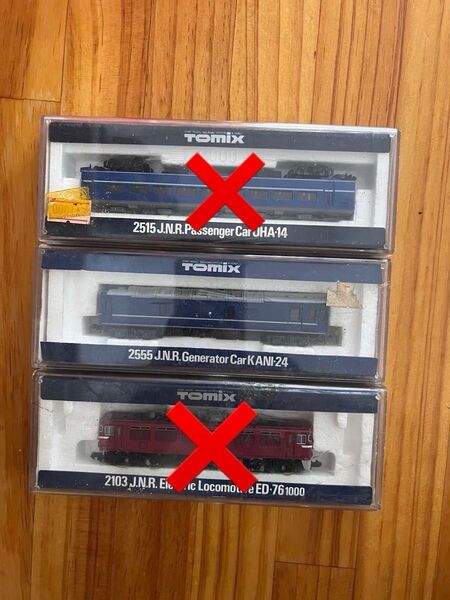 TOMIX
2515 J.N.R. Passenger Car OHA-14
TOMIX
2555 J.N.R. Generator Car KANI-24
TOMIX
2103 J.N.R. Electric Locomotive ED-76 1000